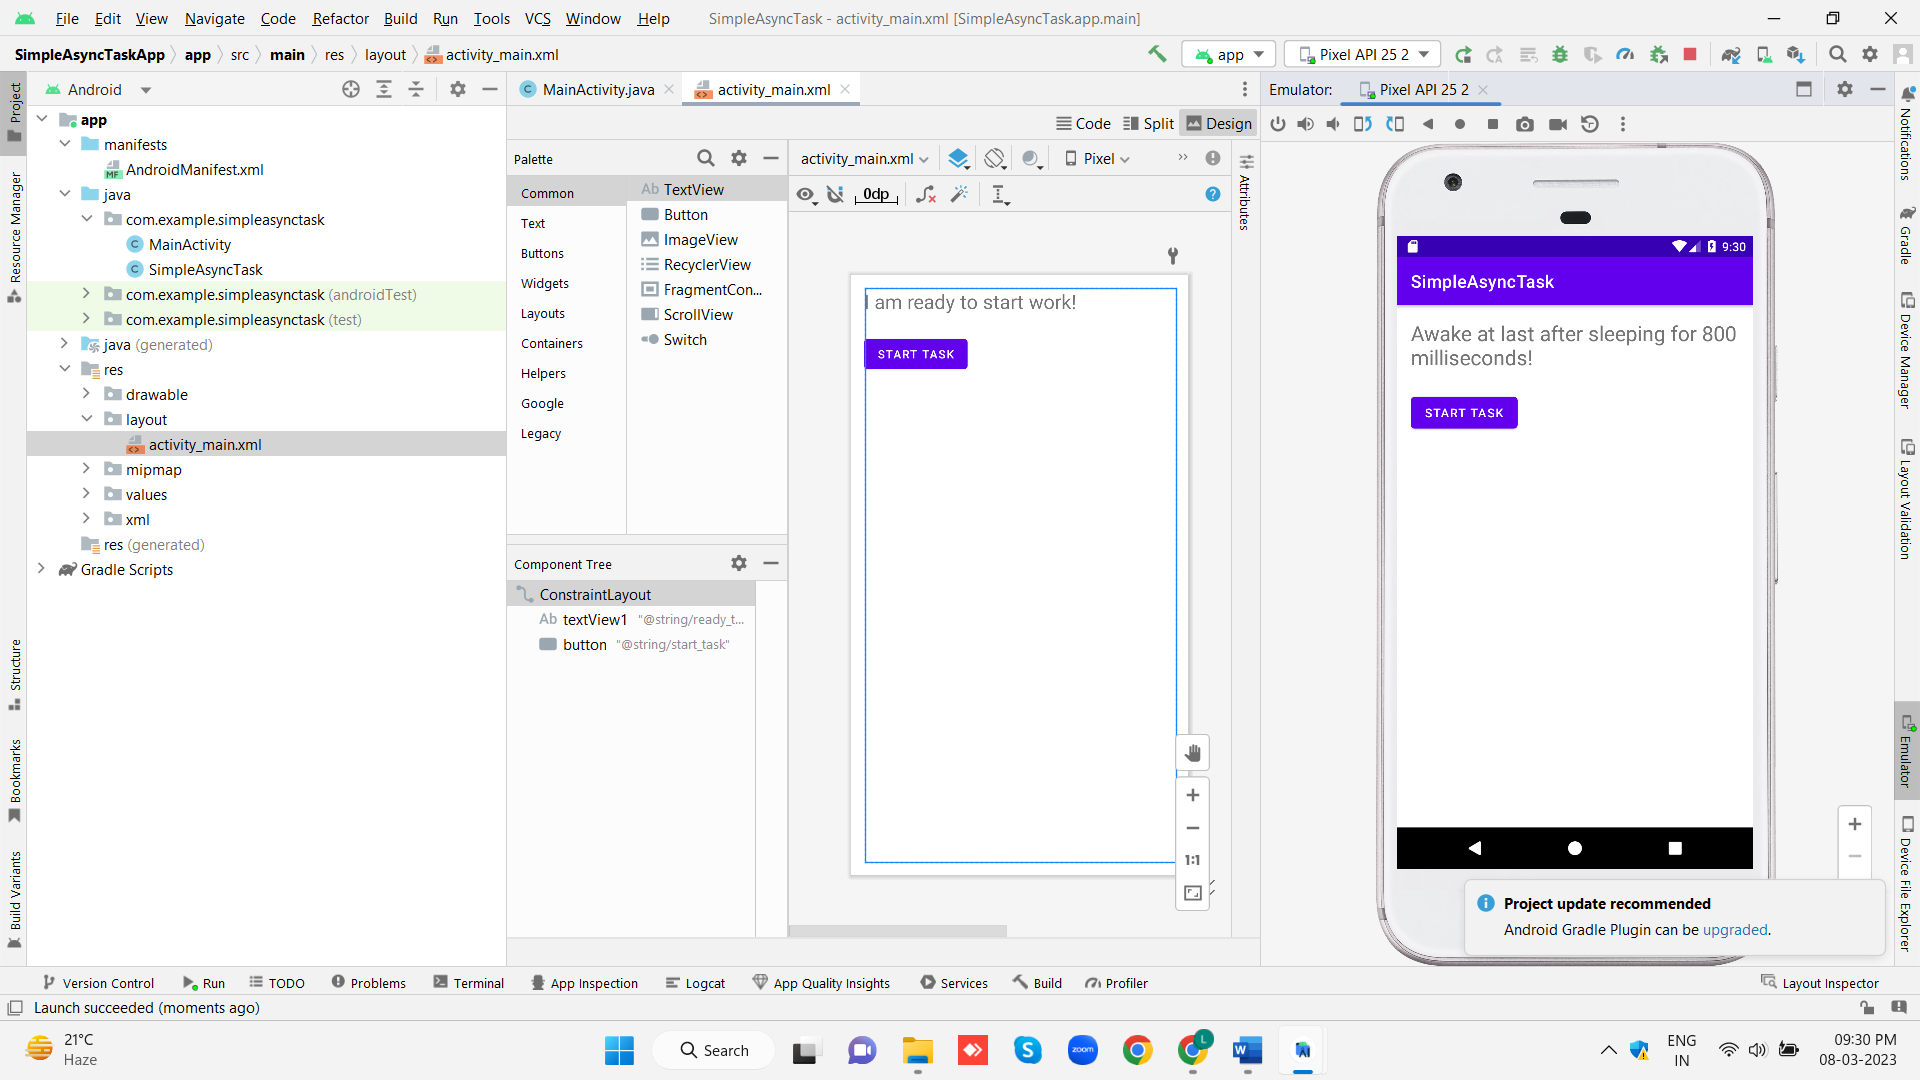 File Edit View Navigate Code Refactor Build Run Tools VCS Window Help SimpleAsyncTask - activity_main.xml [SimpleAsyncTask.app.main]
SimpleAsyncTaskApp app src main res layout activity_main.xml app Pixel API 25 2
Project
Resource Manager
Structure
Bookmarks
Build Variants
Android
app
manifests
AndroidManifest.xml
java
com.example.simpleasynctask
MainActivity
SimpleAsyncTask
com.example.simpleasynctask (androidTest)
com.example.simpleasynctask (test)
java (generated)
res
drawable
layout
activity_main.xml
mipmap
values
xml
res (generated)
Gradle Scripts
MainActivity.java activity_main.xml
Code Split Design
Palette
Common
Text
Buttons
Widgets
Layouts
Containers
Helpers
Google
Legacy
Ab TextView
Button
ImageView
RecyclerView
FragmentCon...
ScrollView
Switch
Component Tree
ConstraintLayout
Ab textView1 "@string/ready_t...
button "@string/start_task"
activity_main.xml Pixel
0dp
I am ready to start work!
START TASK
1:1
Attributes
Emulator: Pixel API 25 2
9:30
SimpleAsyncTask
Awake at last after sleeping for 800
milliseconds!
START TASK
Project update recommended
Android Gradle Plugin can be upgraded.
Notifications
Gradle
Device Manager
Layout Validation
Emulator
Device File Explorer
Version Control Run TODO Problems Terminal App Inspection Logcat App Quality Insights Services Build Profiler Layout Inspector
Launch succeeded (moments ago)
21°C
Haze
Search
zoom
L
ENG
IN
09:30 PM
08-03-2023